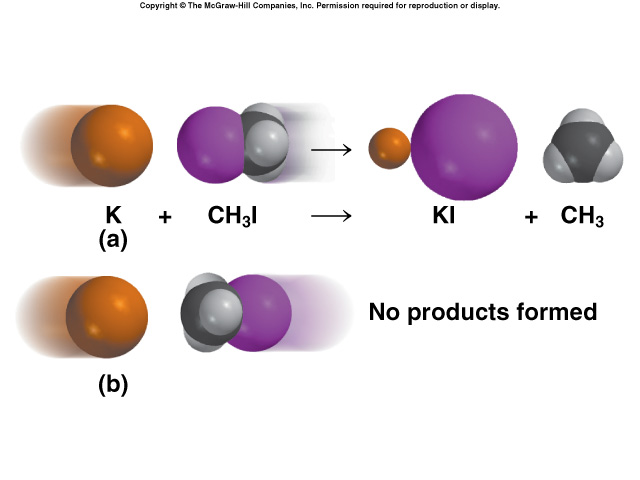 Copyright © The McGraw-Hill Companies, Inc. Permission required for reproduction or display.
K + CH₃I → KI + CH₃
(a)
No products formed
(b)